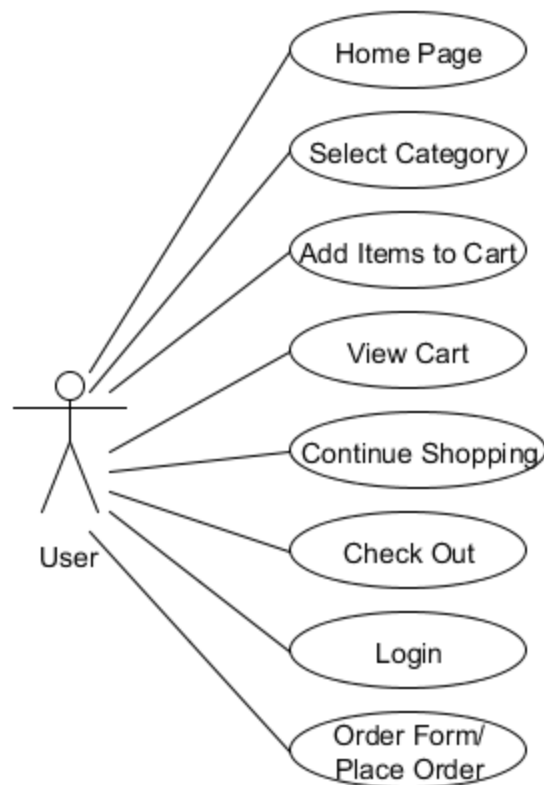 Home Page
Select Category
Add Items to Cart
View Cart
Continue Shopping
Check Out
User
Login
Order Form/
Place Order